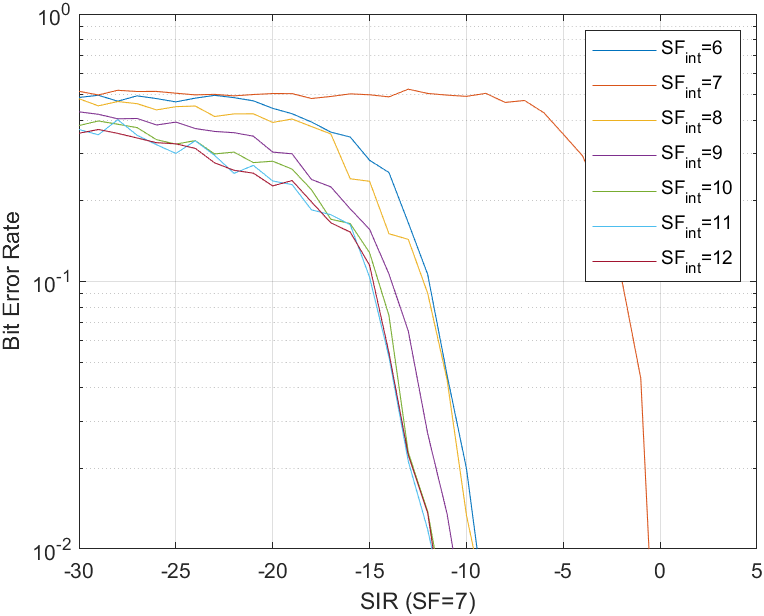 10^0
SF_int=6
SF_int=7
SF_int=8
SF_int=9
SF_int=10
SF_int=11
SF_int=12
10^-1
Bit Error Rate
10^-2
-30 -25 -20 -15 -10 -5 0 5
SIR (SF=7)